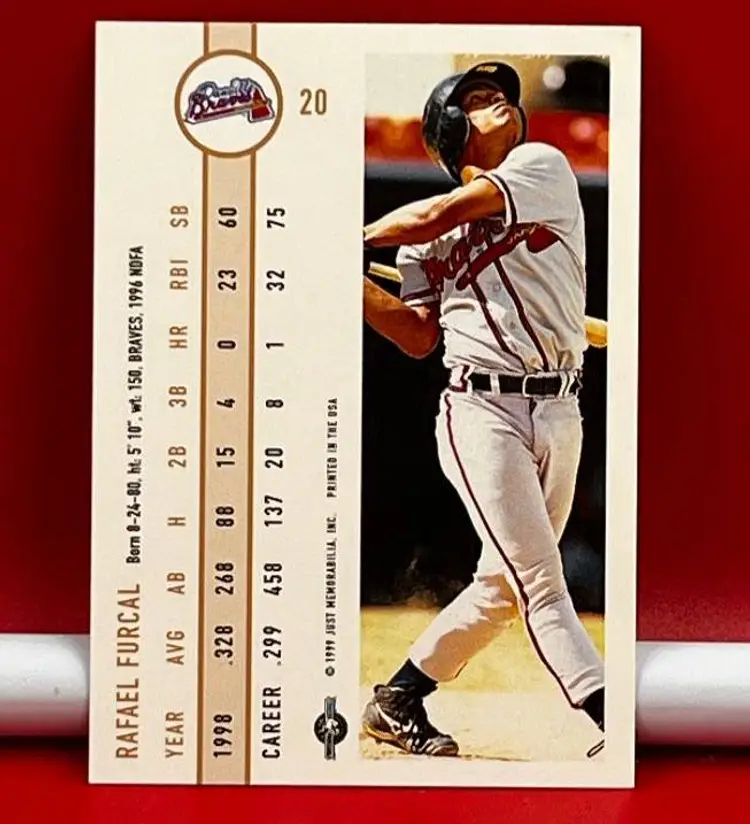 20
RAFAEL FURCAL
Born 8-24-80, ht. 5' 10", wt. 150, BRAVES, 1996 NDFA
YEAR AVG AB H 2B 3B HR RBI SB
1998 .328 268 88 15 4 0 23 60
CAREER .299 458 137 20 8 1 32 75
© 1999 JUST MEMORABILIA, INC. PRINTED IN THE USA